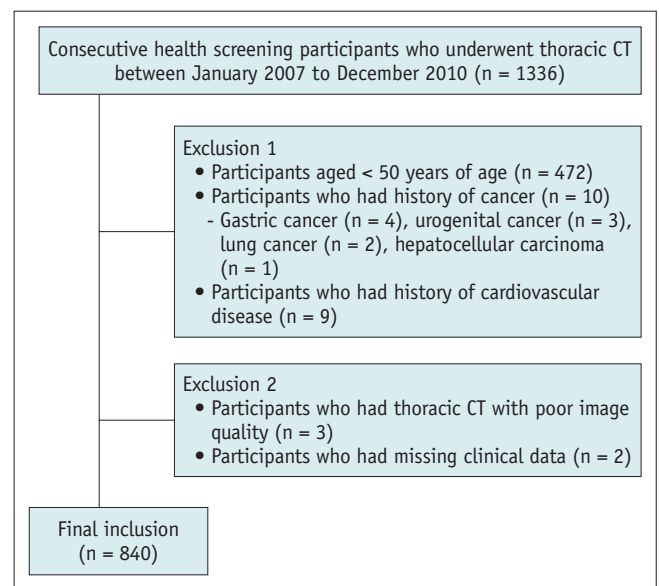 Consecutive health screening participants who underwent thoracic CT
between January 2007 to December 2010 (n = 1336)
Exclusion 1
• Participants aged < 50 years of age (n = 472)
• Participants who had history of cancer (n = 10)
- Gastric cancer (n = 4), urogenital cancer (n = 3),
lung cancer (n = 2), hepatocellular carcinoma
(n = 1)
• Participants who had history of cardiovascular
disease (n = 9)
Exclusion 2
• Participants who had thoracic CT with poor image
quality (n = 3)
• Participants who had missing clinical data (n = 2)
Final inclusion
(n = 840)